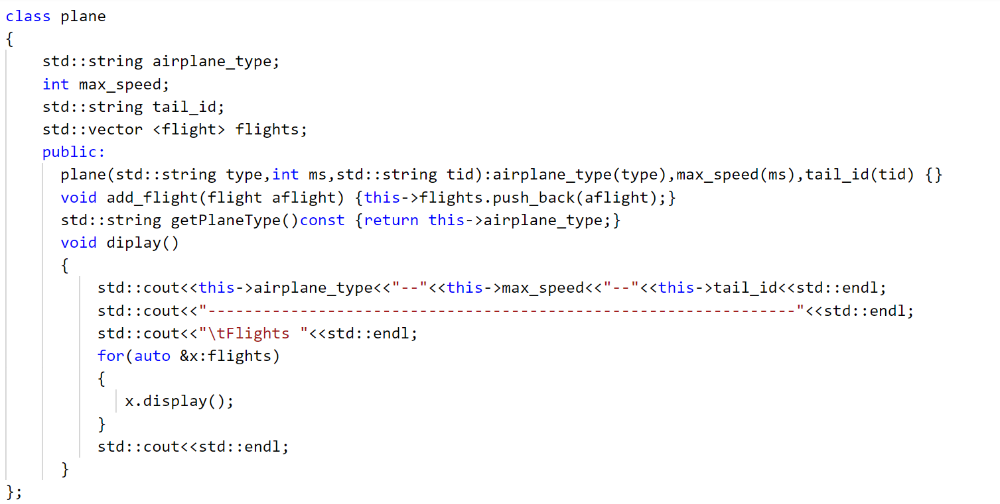 class plane
{
    std::string airplane_type;
    int max_speed;
    std::string tail_id;
    std::vector <flight> flights;
    public:
      plane(std::string type,int ms,std::string tid):airplane_type(type),max_speed(ms),tail_id(tid) {}
      void add_flight(flight aflight) {this->flights.push_back(aflight);}
      std::string getPlaneType()const {return this->airplane_type;}
      void diplay()
      {
          std::cout<<this->airplane_type<<"--"<<this->max_speed<<"--"<<this->tail_id<<std::endl;
          std::cout<<"----------------------------------------------------------------"<<std::endl;
          std::cout<<"\tFlights "<<std::endl;
          for(auto &x:flights)
          {
             x.display();
          }
          std::cout<<std::endl;
      }
};